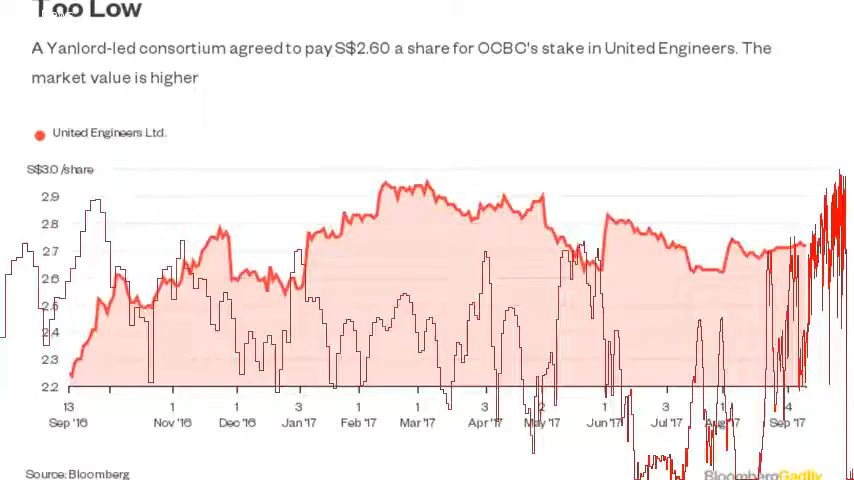 Too Low
A Yanlord-led consortium agreed to pay S$2.60 a share for OCBC's stake in United Engineers. The
market value is higher
United Engineers Ltd.
S$3.0 /share
2.9
2.8
2.7
2.6
2.5
2.4
2.3
2.2
13 1 1 3 1 1 3 2 1 3 1 4
Sep '16 Nov '16 Dec '16 Jan '17 Feb '17 Mar '17 Apr '17 May '17 Jun '17 Jul '17 Aug '17 Sep '17
Source: Bloomberg
BloombergGadfly